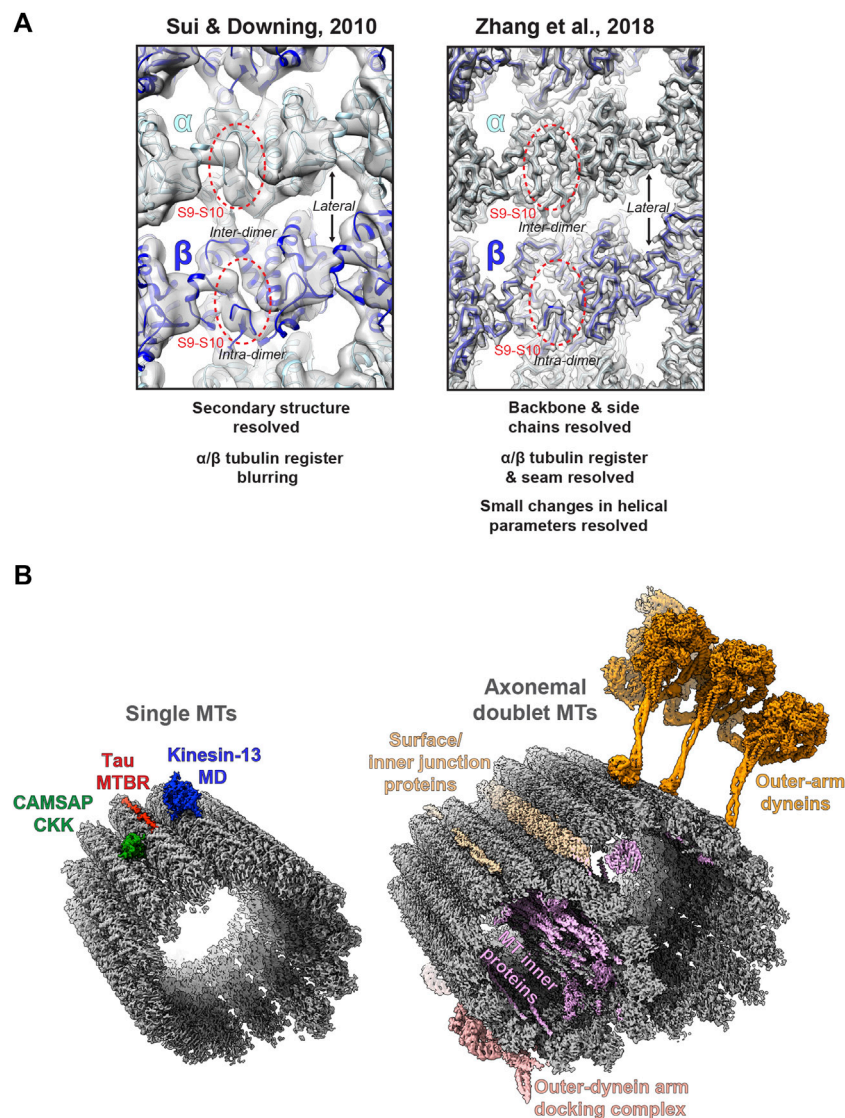 A
Sui & Downing, 2010
α
S9-S10
Inter-dimer
Lateral
β
S9-S10
Intra-dimer
Secondary structure
resolved
α/β tubulin register
blurring
Zhang et al., 2018
α
S9-S10
Inter-dimer
Lateral
β
S9-S10
Intra-dimer
Backbone & side
chains resolved
α/β tubulin register
& seam resolved
Small changes in helical
parameters resolved
B
Single MTs
Kinesin-13
MD
Tau
MTBR
CAMSAP
CKK
Axonemal
doublet MTs
Surface/
inner junction
proteins
Outer-arm
dyneins
MT inner
proteins
Outer-dynein arm
docking complex